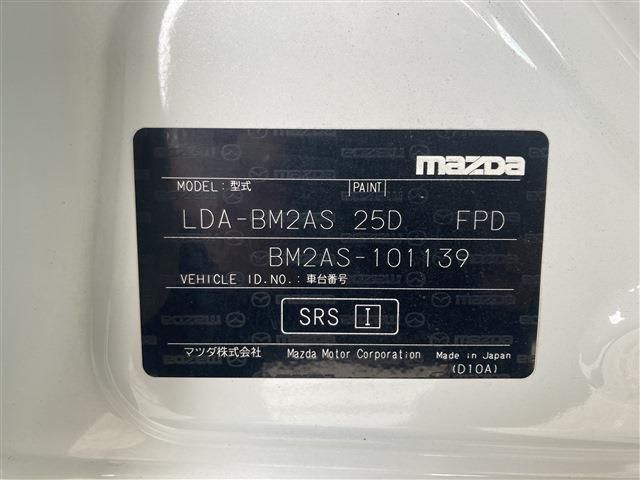 mazda
MODEL:型式 PAINT
LDA-BM2AS 25D FPD
BM2AS-101139
VEHICLE ID.NO.:車台番号
SRS I
マツダ株式会社 Mazda Motor Corporation Made in Japan
(D10A)